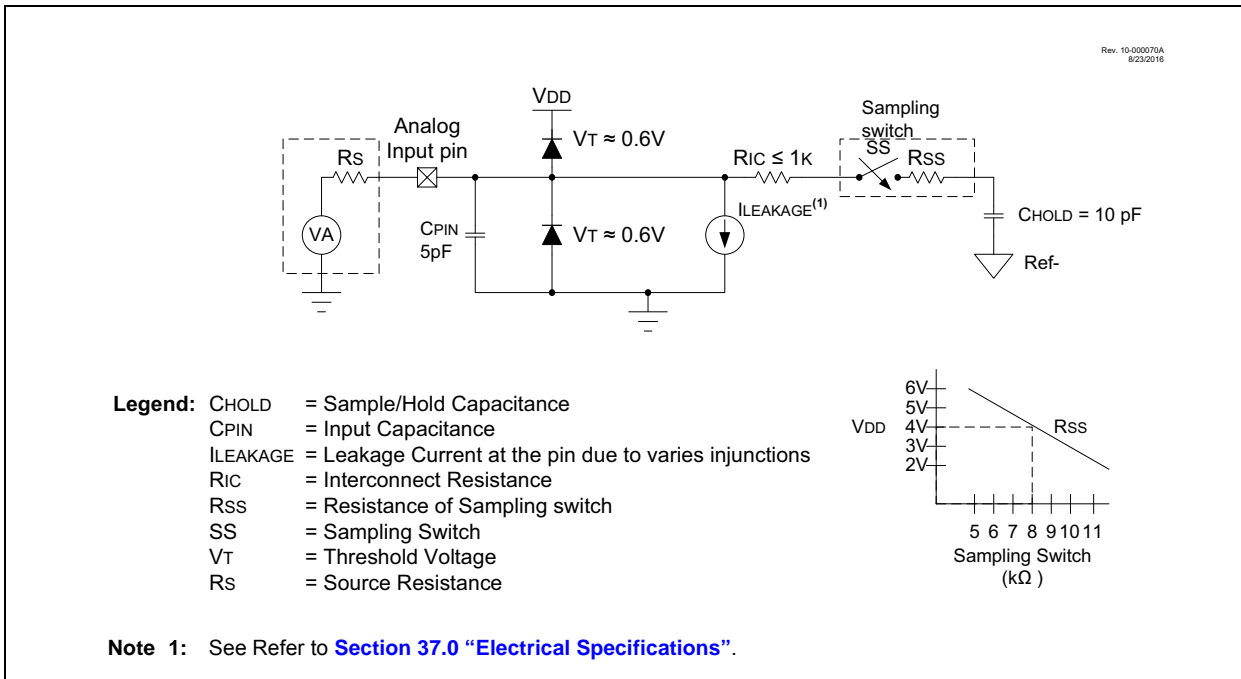 Rev. 10-000070A
8/23/2016
VDD
Sampling
switch
Analog
Input pin
VT ≈ 0.6V
RS
RIC ≤ 1K
SS
RSS
ILEAKAGE(1)
CHOLD = 10 pF
VA
CPIN
5pF
VT ≈ 0.6V
Ref-
Legend: CHOLD = Sample/Hold Capacitance
CPIN = Input Capacitance
ILEAKAGE = Leakage Current at the pin due to varies injunctions
RIC = Interconnect Resistance
RSS = Resistance of Sampling switch
SS = Sampling Switch
VT = Threshold Voltage
RS = Source Resistance
6V
5V
VDD 4V RSS
3V
2V
5 6 7 8 9 10 11
Sampling Switch
(kΩ )
Note 1: See Refer to Section 37.0 “Electrical Specifications”.